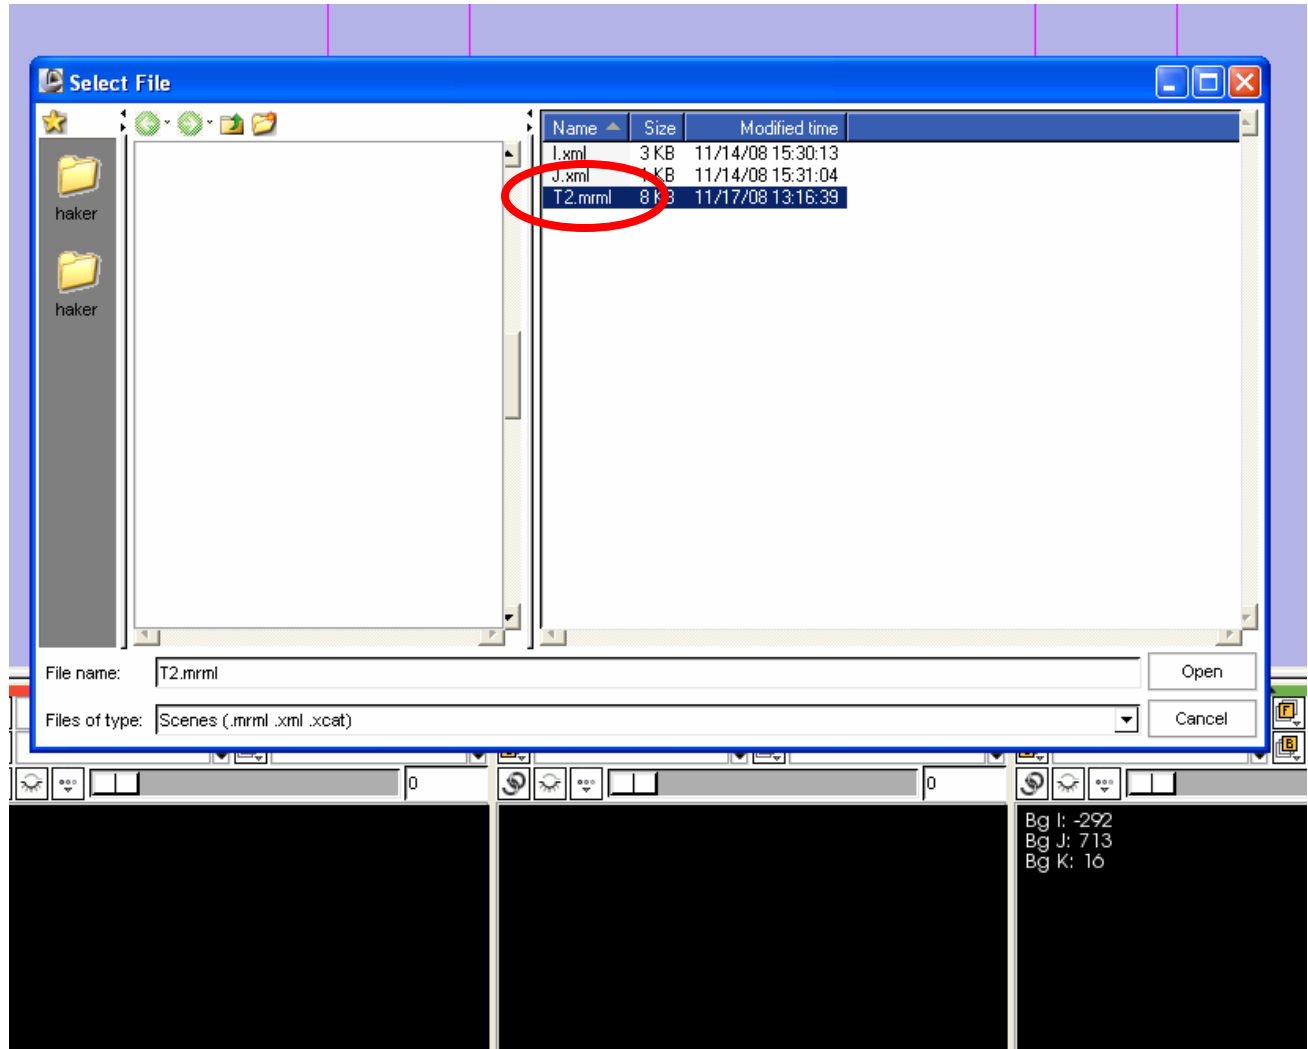 Select File
Name Size Modified time
I.xml 3 KB 11/14/08 15:30:13
J.xml 1 KB 11/14/08 15:31:04
T2.mrml 8 KB 11/17/08 13:16:39
haker
haker
File name: T2.mrml Open
Files of type: Scenes (.mrml .xml .xcat) Cancel
F
B
0 0
Bg I: -292
Bg J: 713
Bg K: 16